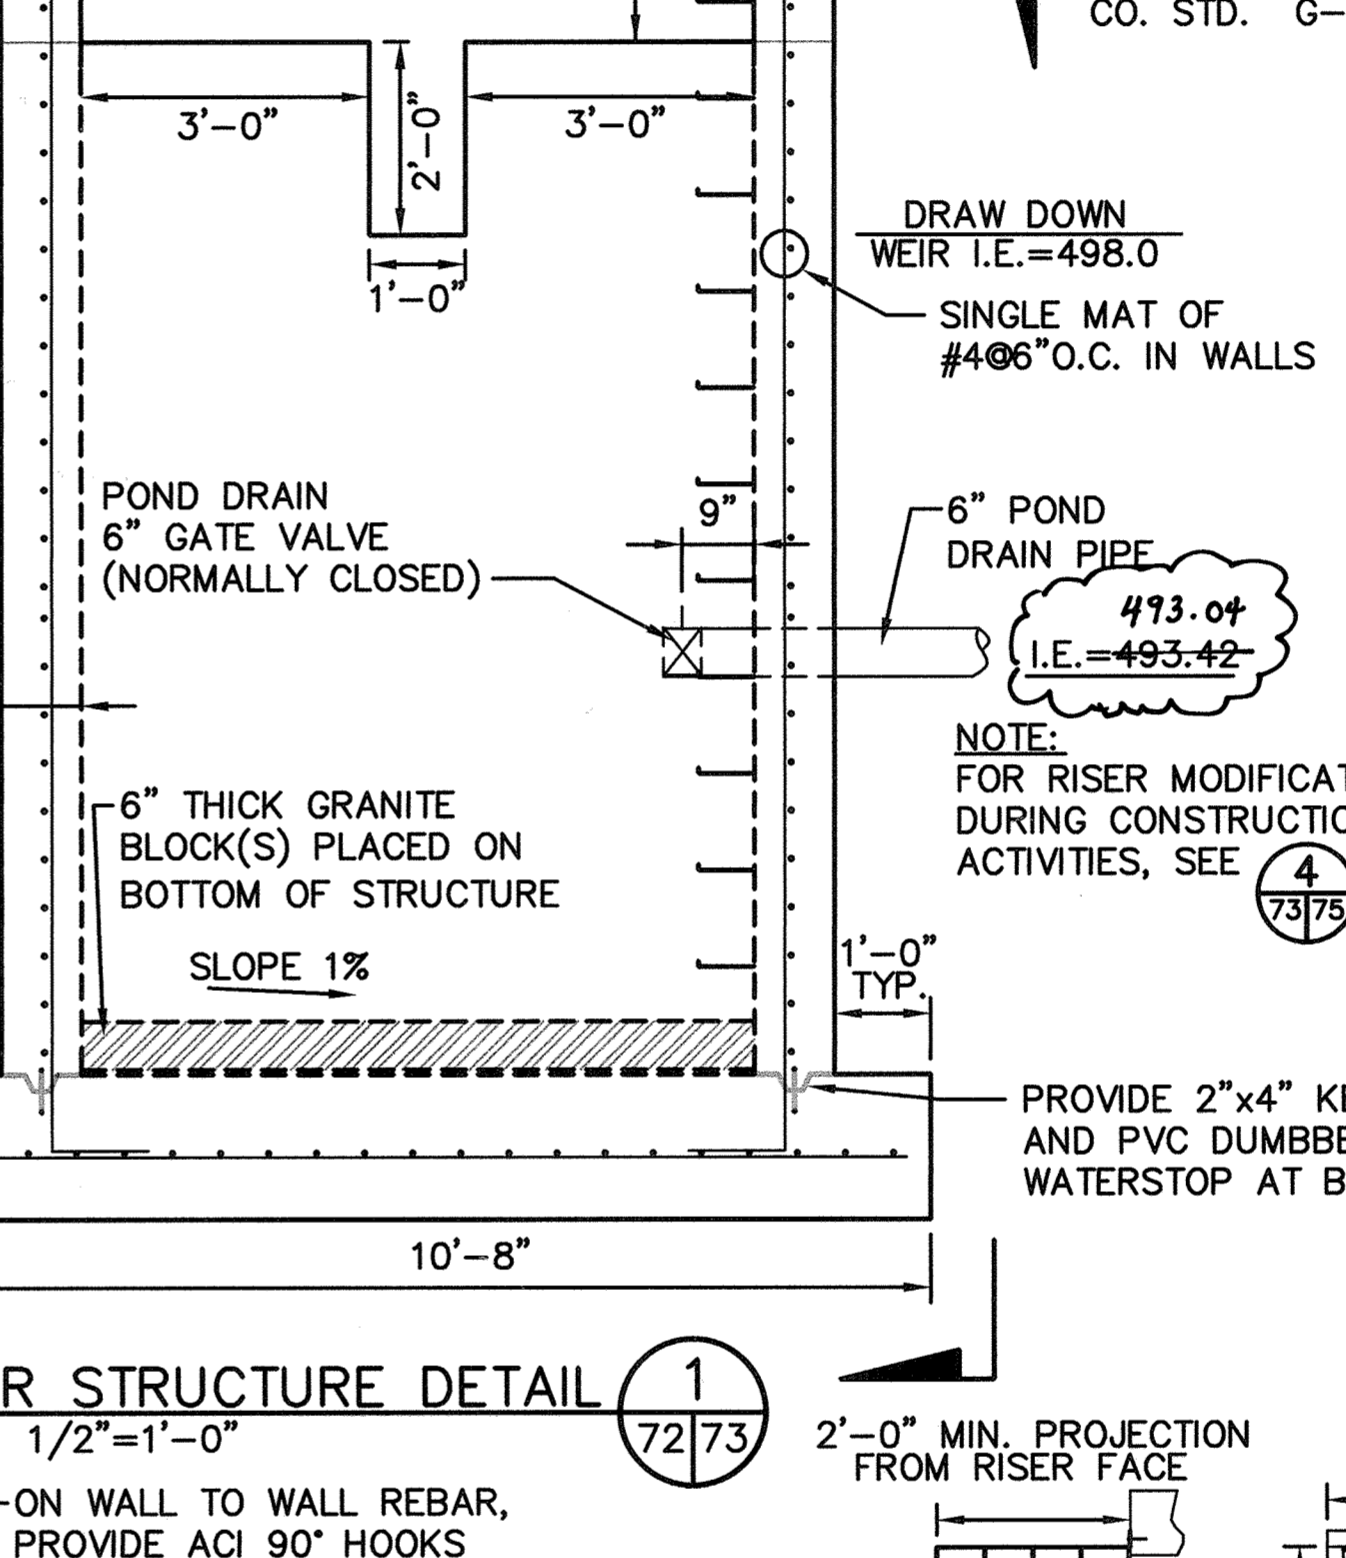 CO. STD. G-
3'-0"
2'-0"
3'-0"
1'-0"
DRAW DOWN
WEIR I.E.=498.0
SINGLE MAT OF
#4@6"O.C. IN WALLS
POND DRAIN
6" GATE VALVE
(NORMALLY CLOSED)
9"
6" POND
DRAIN PIPE
493.04
I.E.=493.42
NOTE:
FOR RISER MODIFICAT
DURING CONSTRUCTIO
ACTIVITIES, SEE
4
73 75
6" THICK GRANITE
BLOCK(S) PLACED ON
BOTTOM OF STRUCTURE
SLOPE 1%
1'-0"
TYP.
PROVIDE 2"x4" KE
AND PVC DUMBBE
WATERSTOP AT B
10'-8"
R STRUCTURE DETAIL
1
72 73
1/2"=1'-0"
2'-0" MIN. PROJECTION
FROM RISER FACE
-ON WALL TO WALL REBAR,
PROVIDE ACI 90° HOOKS